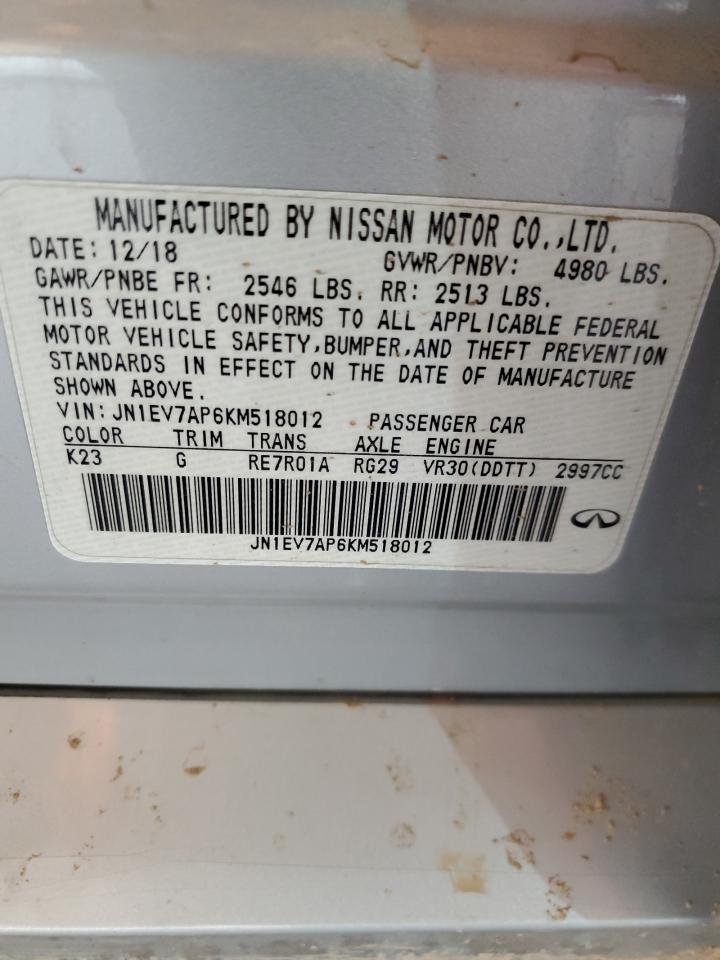 MANUFACTURED BY NISSAN MOTOR CO.,LTD.
DATE: 12/18 GVWR/PNBV: 4980 LBS.
GAWR/PNBE FR: 2546 LBS. RR: 2513 LBS.
THIS VEHICLE CONFORMS TO ALL APPLICABLE FEDERAL
MOTOR VEHICLE SAFETY,BUMPER,AND THEFT PREVENTION
STANDARDS IN EFFECT ON THE DATE OF MANUFACTURE
SHOWN ABOVE.
VIN: JN1EV7AP6KM518012 PASSENGER CAR
COLOR TRIM TRANS AXLE ENGINE
K23 G RE7R01A RG29 VR30(DDTT) 2997CC
JN1EV7AP6KM518012